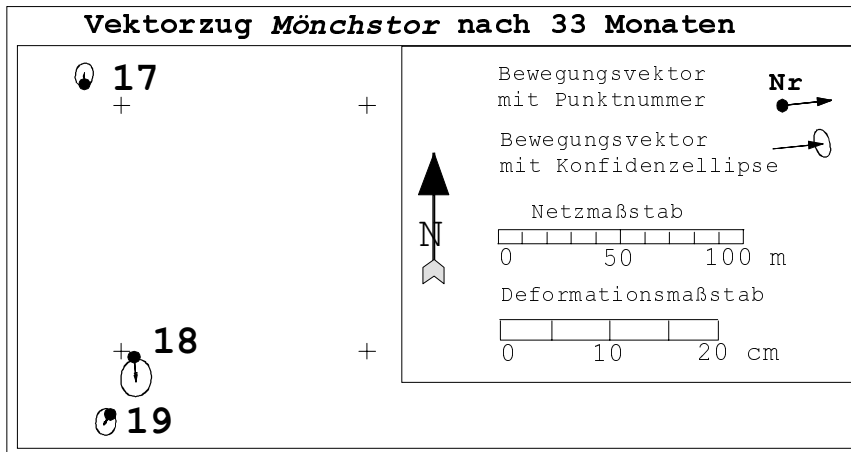 Vektorzug Mönchstor nach 33 Monaten
17
18
19
Bewegungsvektor
mit Punktnummer
Nr
Bewegungsvektor
mit Konfidenzellipse
N
Netzmaßstab
0 50 100 m
Deformationsmaßstab
0 10 20 cm